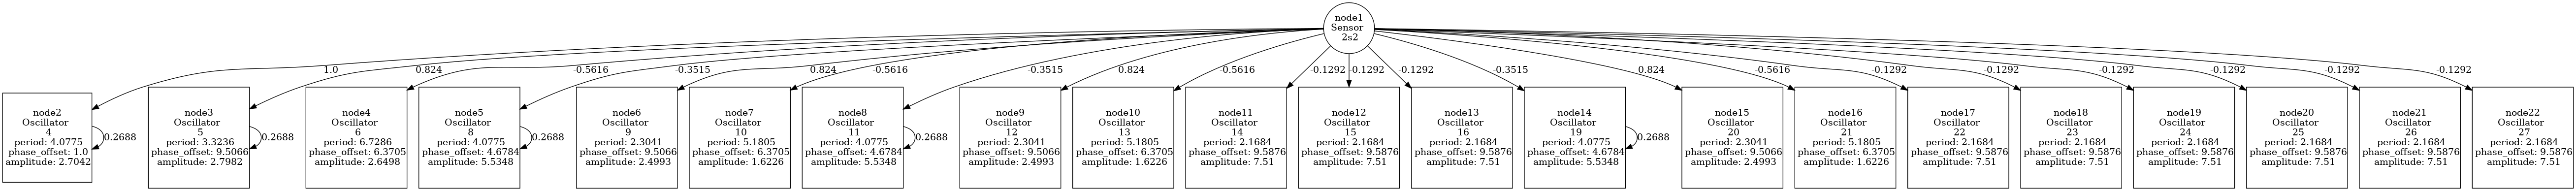 node1
Sensor
2s2
1.0
0.824
-0.5616
-0.3515
0.824
-0.5616
-0.3515
0.824
-0.5616
-0.1292
-0.1292
-0.1292
-0.3515
0.824
-0.5616
-0.1292
-0.1292
-0.1292
-0.1292
-0.1292
-0.1292
node2
Oscillator
4
period: 4.0775
phase_offset: 1.0
amplitude: 2.7042
0.2688
node3
Oscillator
5
period: 3.3236
phase_offset: 9.5066
amplitude: 2.7982
0.2688
node4
Oscillator
6
period: 6.7286
phase_offset: 6.3705
amplitude: 2.6498
node5
Oscillator
8
period: 4.0775
phase_offset: 4.6784
amplitude: 5.5348
0.2688
node6
Oscillator
9
period: 2.3041
phase_offset: 9.5066
amplitude: 2.4993
node7
Oscillator
10
period: 5.1805
phase_offset: 6.3705
amplitude: 1.6226
node8
Oscillator
11
period: 4.0775
phase_offset: 4.6784
amplitude: 5.5348
0.2688
node9
Oscillator
12
period: 2.3041
phase_offset: 9.5066
amplitude: 2.4993
node10
Oscillator
13
period: 5.1805
phase_offset: 6.3705
amplitude: 1.6226
node11
Oscillator
14
period: 2.1684
phase_offset: 9.5876
amplitude: 7.51
node12
Oscillator
15
period: 2.1684
phase_offset: 9.5876
amplitude: 7.51
node13
Oscillator
16
period: 2.1684
phase_offset: 9.5876
amplitude: 7.51
node14
Oscillator
19
period: 4.0775
phase_offset: 4.6784
amplitude: 5.5348
0.2688
node15
Oscillator
20
period: 2.3041
phase_offset: 9.5066
amplitude: 2.4993
node16
Oscillator
21
period: 5.1805
phase_offset: 6.3705
amplitude: 1.6226
node17
Oscillator
22
period: 2.1684
phase_offset: 9.5876
amplitude: 7.51
node18
Oscillator
23
period: 2.1684
phase_offset: 9.5876
amplitude: 7.51
node19
Oscillator
24
period: 2.1684
phase_offset: 9.5876
amplitude: 7.51
node20
Oscillator
25
period: 2.1684
phase_offset: 9.5876
amplitude: 7.51
node21
Oscillator
26
period: 2.1684
phase_offset: 9.5876
amplitude: 7.51
node22
Oscillator
27
period: 2.1684
phase_offset: 9.5876
amplitude: 7.51